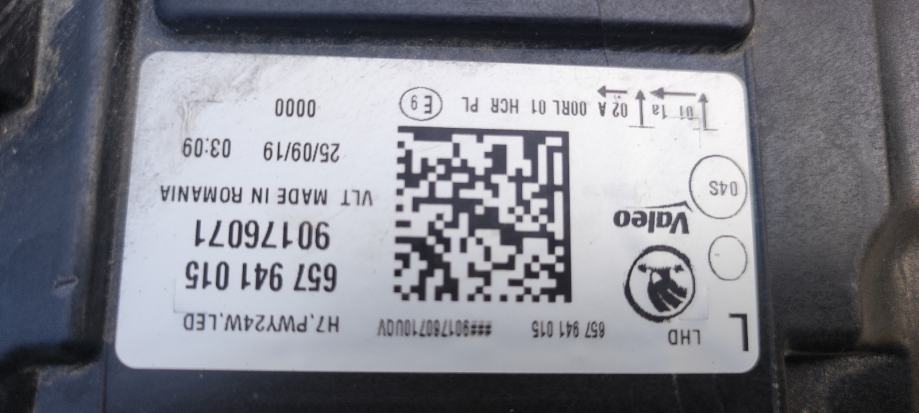 L
LHD
657 941 015
###901760710UQV
H7,PWY24W,LED
657 941 015
90176071
Valeo
04S
VLT MADE IN ROMANIA
25/09/19 03:09
01 1a 02 A 00RL 01 HCR PL
E9
0000